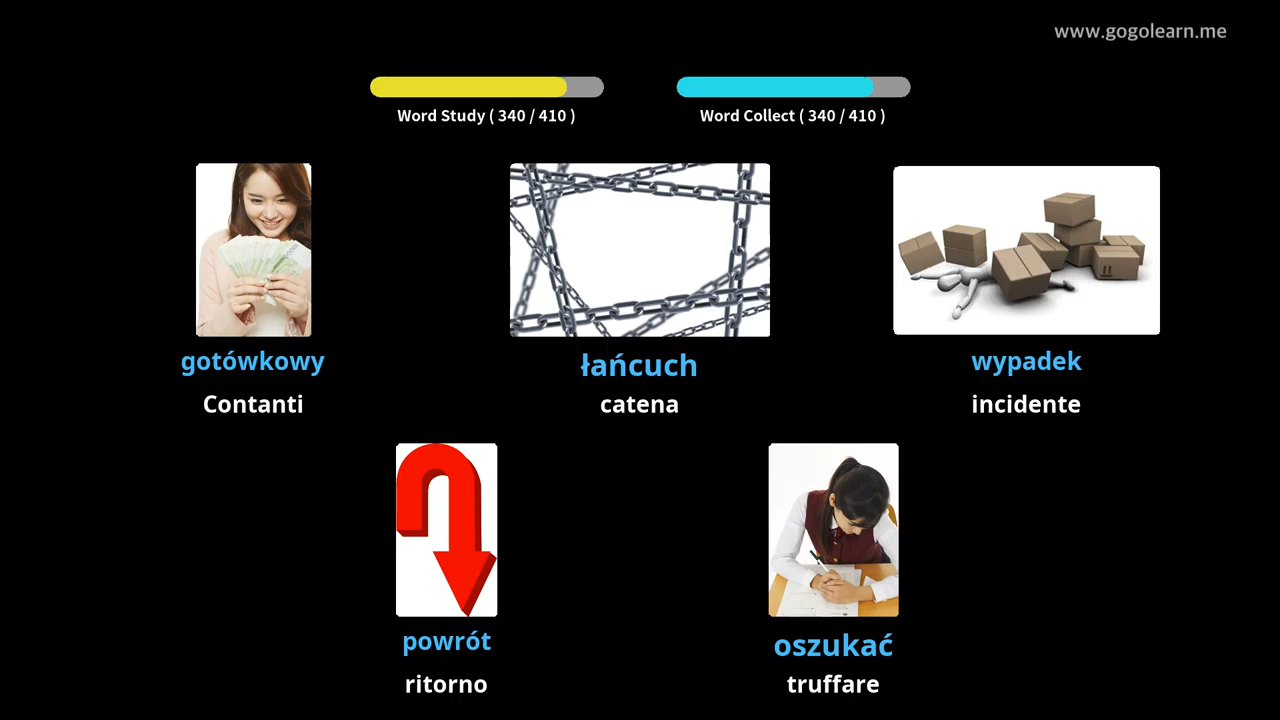 www.gogolearn.me
Word Study ( 340 / 410 )
Word Collect ( 340 / 410 )
gotówkowy
Contanti
łańcuch
catena
wypadek
incidente
powrót
ritorno
oszukać
truffare